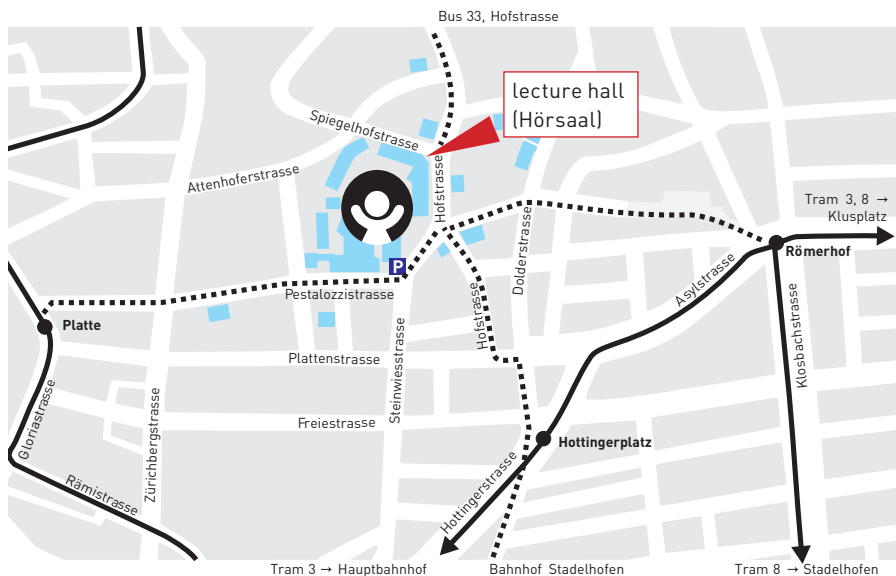 Bus 33, Hofstrasse
lecture hall
(Hörsaal)
Spiegelhofstrasse
Attenhoferstrasse
Hofstrasse
Tram 3, 8 →
Klusplatz
Römerhof
Dolderstrasse
P
Asylstrasse
Pestalozzistrasse
Hofstrasse
Platte
Klosbachstrasse
Plattenstrasse
Steinwiesstrasse
Gloriastrasse
Zürichbergstrasse
Freiestrasse
Hottingerplatz
Rämistrasse
Hottingerstrasse
Tram 3 → Hauptbahnhof
Bahnhof Stadelhofen
Tram 8 → Stadelhofen